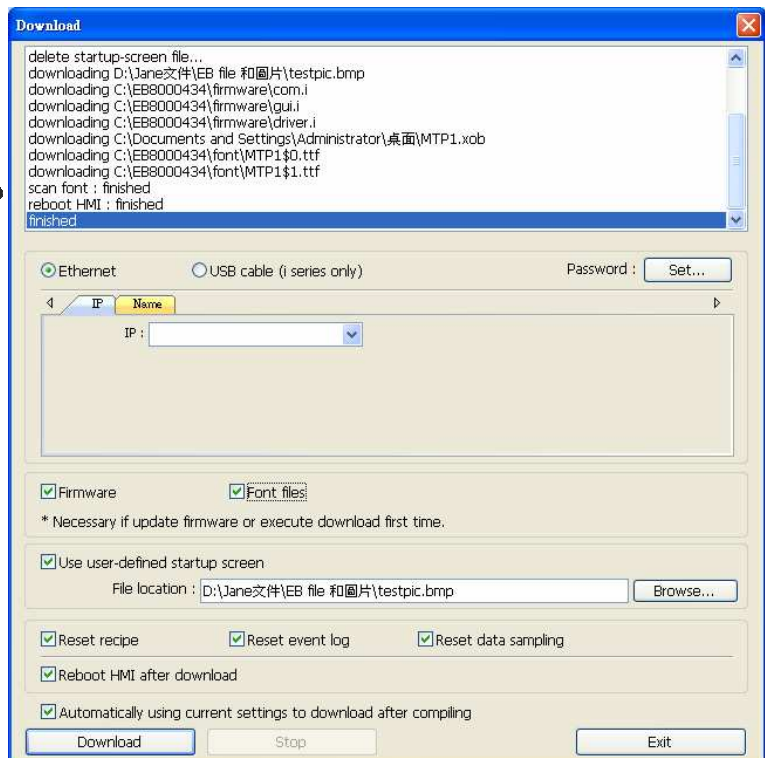 Download
delete startup-screen file...
downloading D:\Jane文件\EB file 和圖片\testpic.bmp
downloading C:\EB8000434\firmware\com.i
downloading C:\EB8000434\firmware\gui.i
downloading C:\EB8000434\firmware\driver.i
downloading C:\Documents and Settings\Administrator\桌面\MTP1.xob
downloading C:\EB8000434\font\MTP1$0.ttf
downloading C:\EB8000434\font\MTP1$1.ttf
scan font : finished
reboot HMI : finished
finished
Ethernet USB cable (i series only) Password : Set...
IP Name
IP :
Firmware Font files
* Necessary if update firmware or execute download first time.
Use user-defined startup screen
File location : D:\Jane文件\EB file 和圖片\testpic.bmp Browse...
Reset recipe Reset event log Reset data sampling
Reboot HMI after download
Automatically using current settings to download after compiling
Download Stop Exit